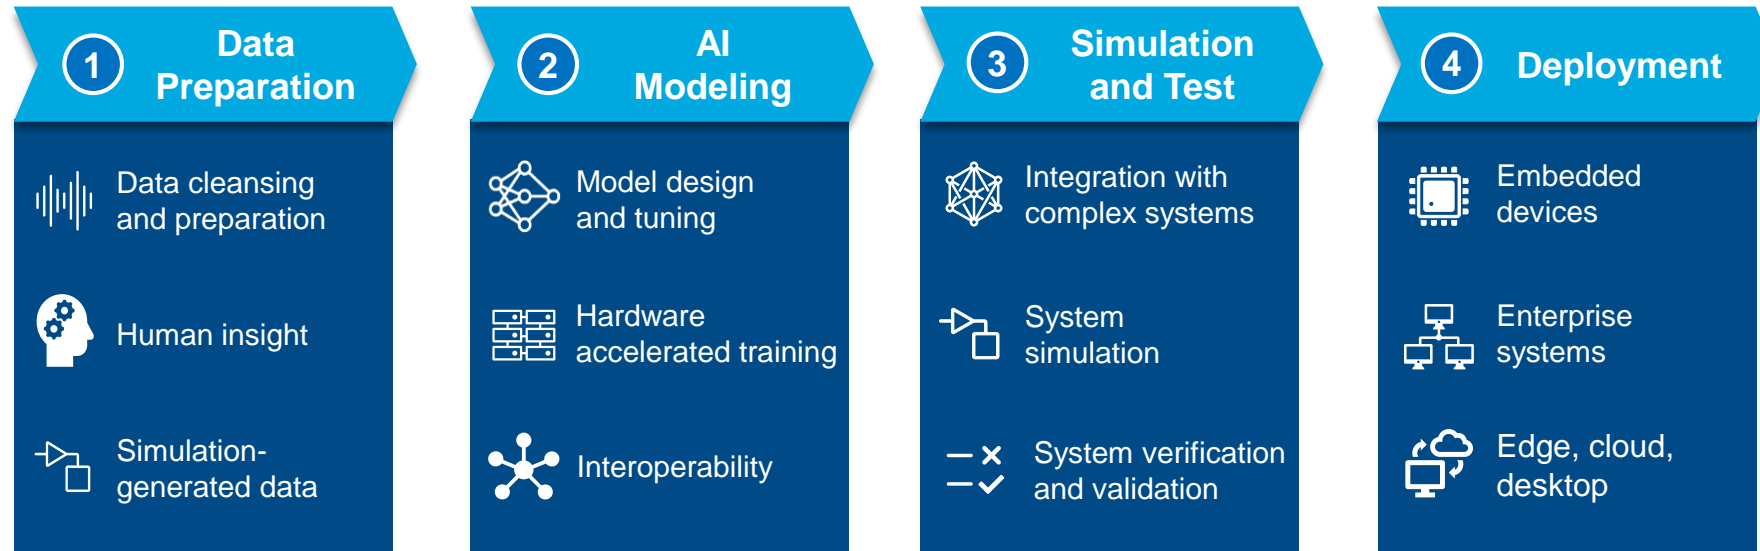 1
Data
Preparation
Data cleansing
and preparation
Human insight
Simulation-
generated data
2
AI
Modeling
Model design
and tuning
Hardware
accelerated training
Interoperability
3
Simulation
and Test
Integration with
complex systems
System
simulation
System verification
and validation
4
Deployment
Embedded
devices
Enterprise
systems
Edge, cloud,
desktop